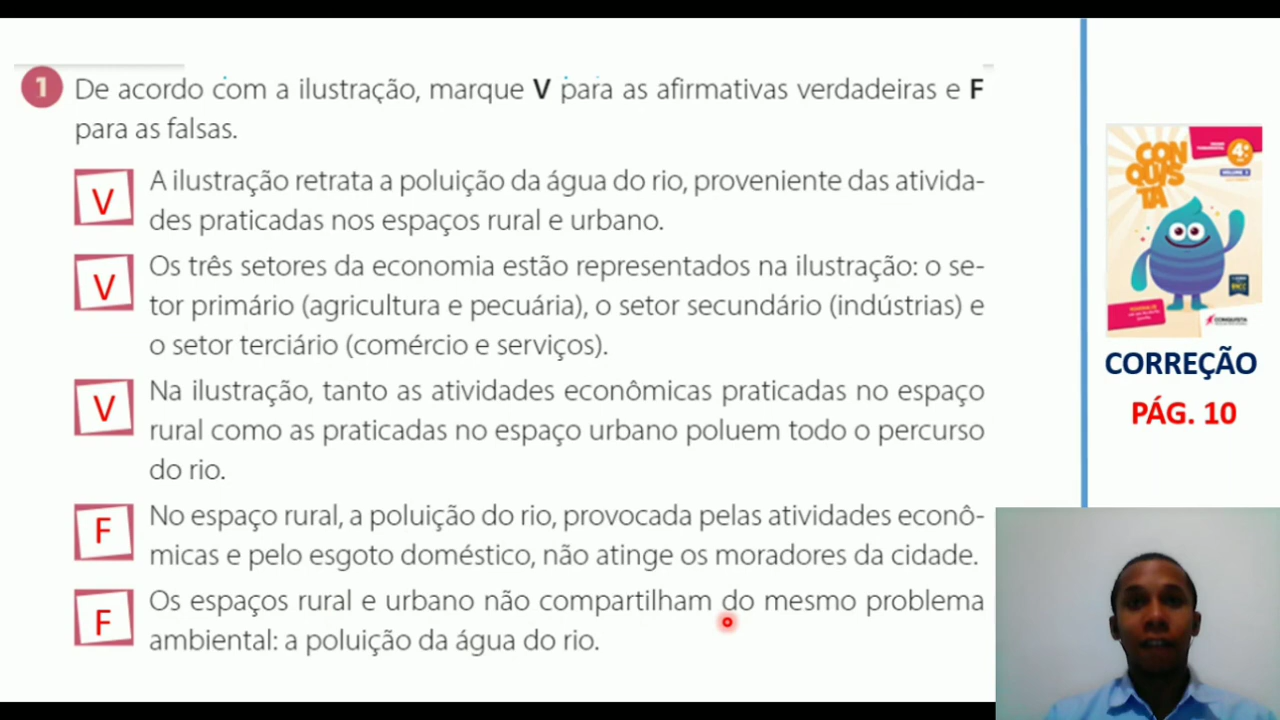 1 De acordo com a ilustração, marque V para as afirmativas verdadeiras e F
para as falsas.
V A ilustração retrata a poluição da água do rio, proveniente das ativida-
des praticadas nos espaços rural e urbano.
V Os três setores da economia estão representados na ilustração: o se-
tor primário (agricultura e pecuária), o setor secundário (indústrias) e
o setor terciário (comércio e serviços).
V Na ilustração, tanto as atividades econômicas praticadas no espaço
rural como as praticadas no espaço urbano poluem todo o percurso
do rio.
F No espaço rural, a poluição do rio, provocada pelas atividades econô-
micas e pelo esgoto doméstico, não atinge os moradores da cidade.
F Os espaços rural e urbano não compartilham do mesmo problema
ambiental: a poluição da água do rio.
CON
QUIS
TA
4º
CONQUISTA
CORREÇÃO
PÁG. 10